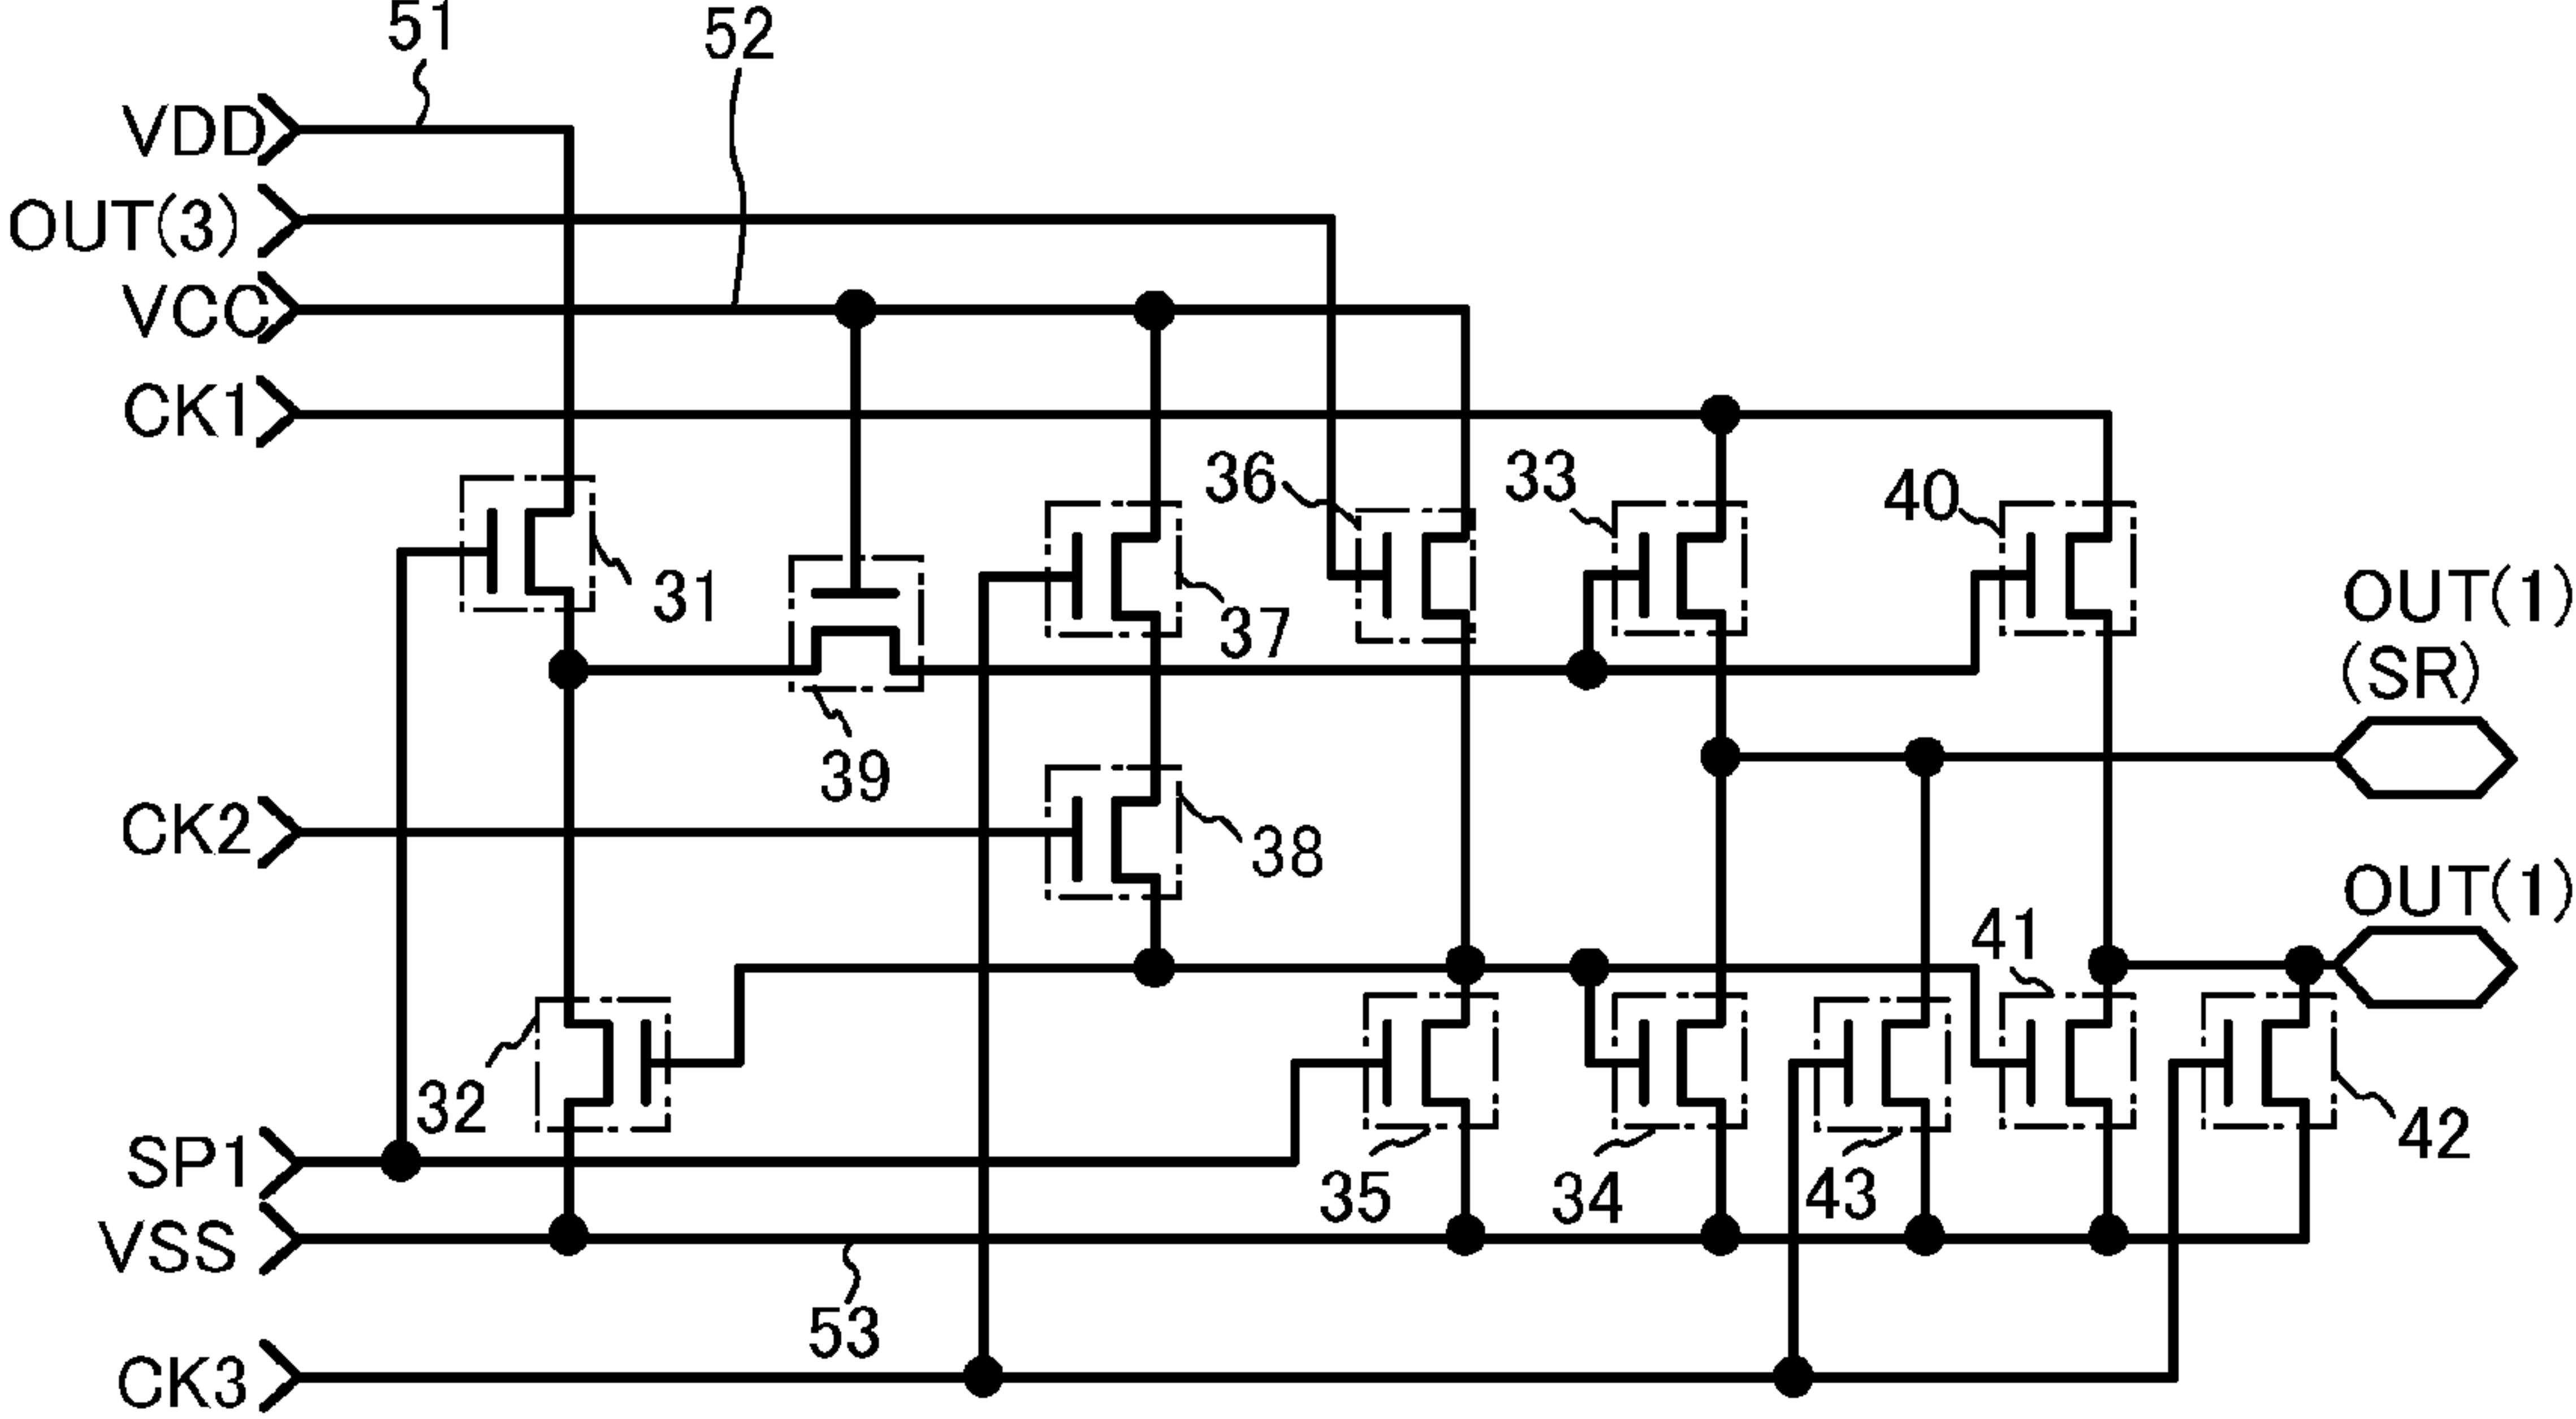 51
52
VDD
OUT(3)
VCC
CK1
36
33
40
31
37
OUT(1)
(SR)
39
CK2
38
OUT(1)
41
32
SP1
35
34
43
42
VSS
53
CK3